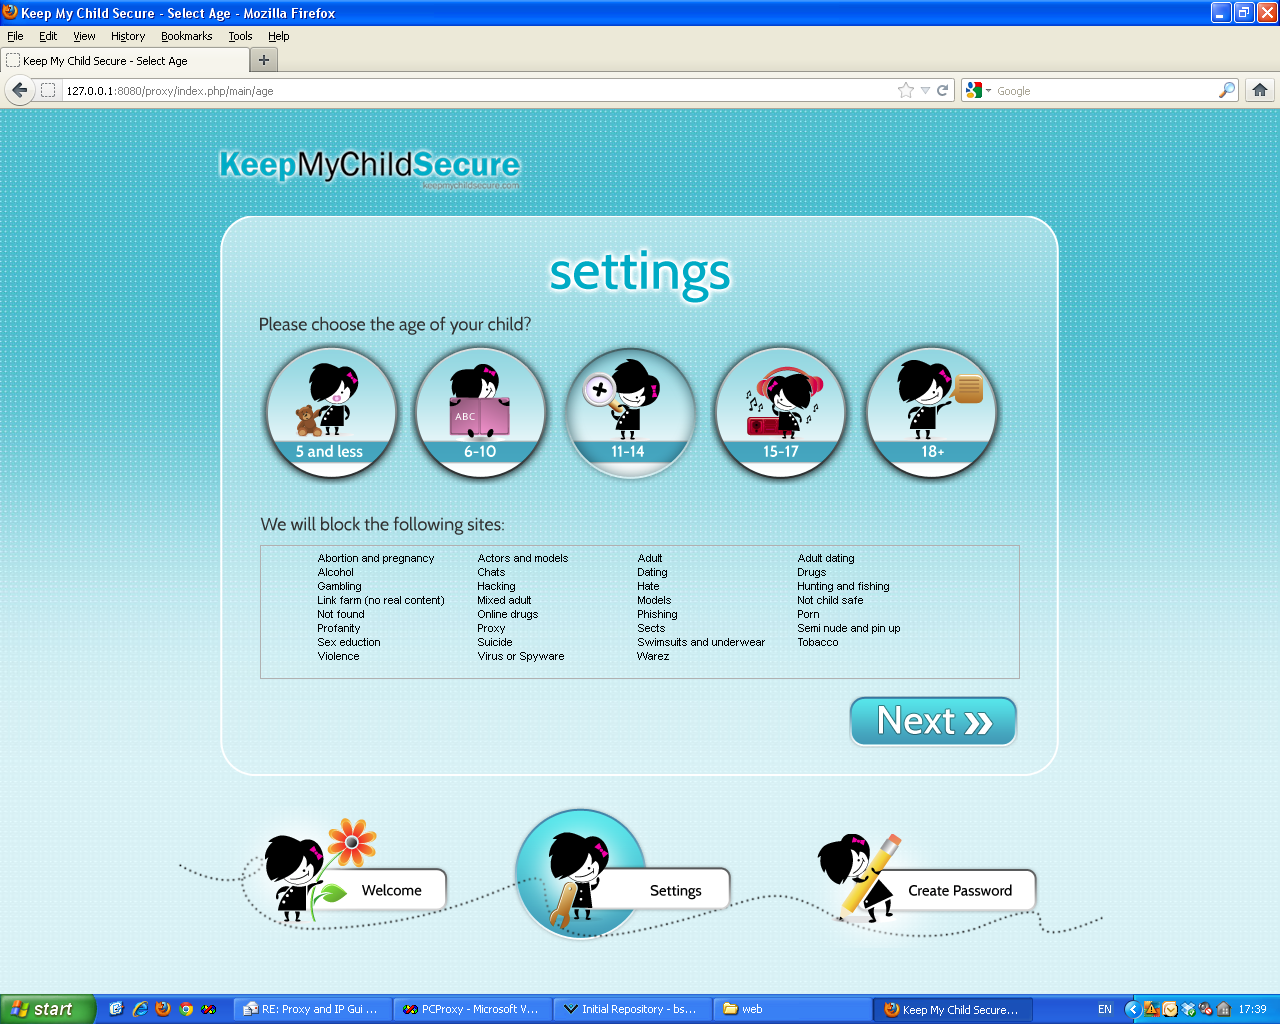 Keep My Child Secure - Select Age - Mozilla Firefox
File Edit View History Bookmarks Tools Help
Keep My Child Secure - Select Age
127.0.0.1:8080/proxy/index.php/main/age
Google
KeepMyChildSecure
keepmychildsecure.com
settings
Please choose the age of your child?
ABC
5 and less 6-10 11-14 15-17 18+
We will block the following sites:
Abortion and pregnancy Actors and models Adult Adult dating
Alcohol Chats Dating Drugs
Gambling Hacking Hate Hunting and fishing
Link farm (no real content) Mixed adult Models Not child safe
Not found Online drugs Phishing Porn
Profanity Proxy Sects Semi nude and pin up
Sex eduction Suicide Swimsuits and underwear Tobacco
Violence Virus or Spyware Warez
Next »
Welcome Settings Create Password
start RE: Proxy and IP Gui ... PCProxy - Microsoft V... Initial Repository - bs... web Keep My Child Secure... EN 17:39